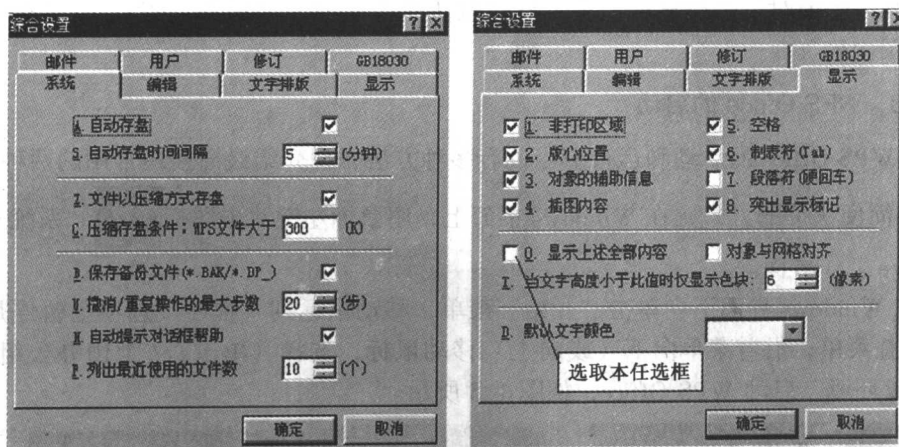 综合设置
邮件 用户 修订 GB18030
系统 编辑 文字排版 显示
A. 自动存盘
S. 自动存盘时间间隔 5 (分钟)
Z. 文件以压缩方式存盘
C. 压缩存盘条件：WPS文件大于 300 (K)
B. 保存备份文件(*.BAK/*.DP_)
U. 撤消/重复操作的最大步数 20 (步)
H. 自动提示对话框帮助
P. 列出最近使用的文件数 10 (个)
确定 取消
综合设置
邮件 用户 修订 GB18030
系统 编辑 文字排版 显示
1. 非打印区域 5. 空格
2. 版心位置 6. 制表符(Tab)
3. 对象的辅助信息 7. 段落符(硬回车)
4. 插图内容 8. 突出显示标记
0. 显示上述全部内容 对象与网格对齐
T. 当文字高度小于此值时仅显示色块: 6 (像素)
D. 默认文字颜色
选取本任选框
确定 取消